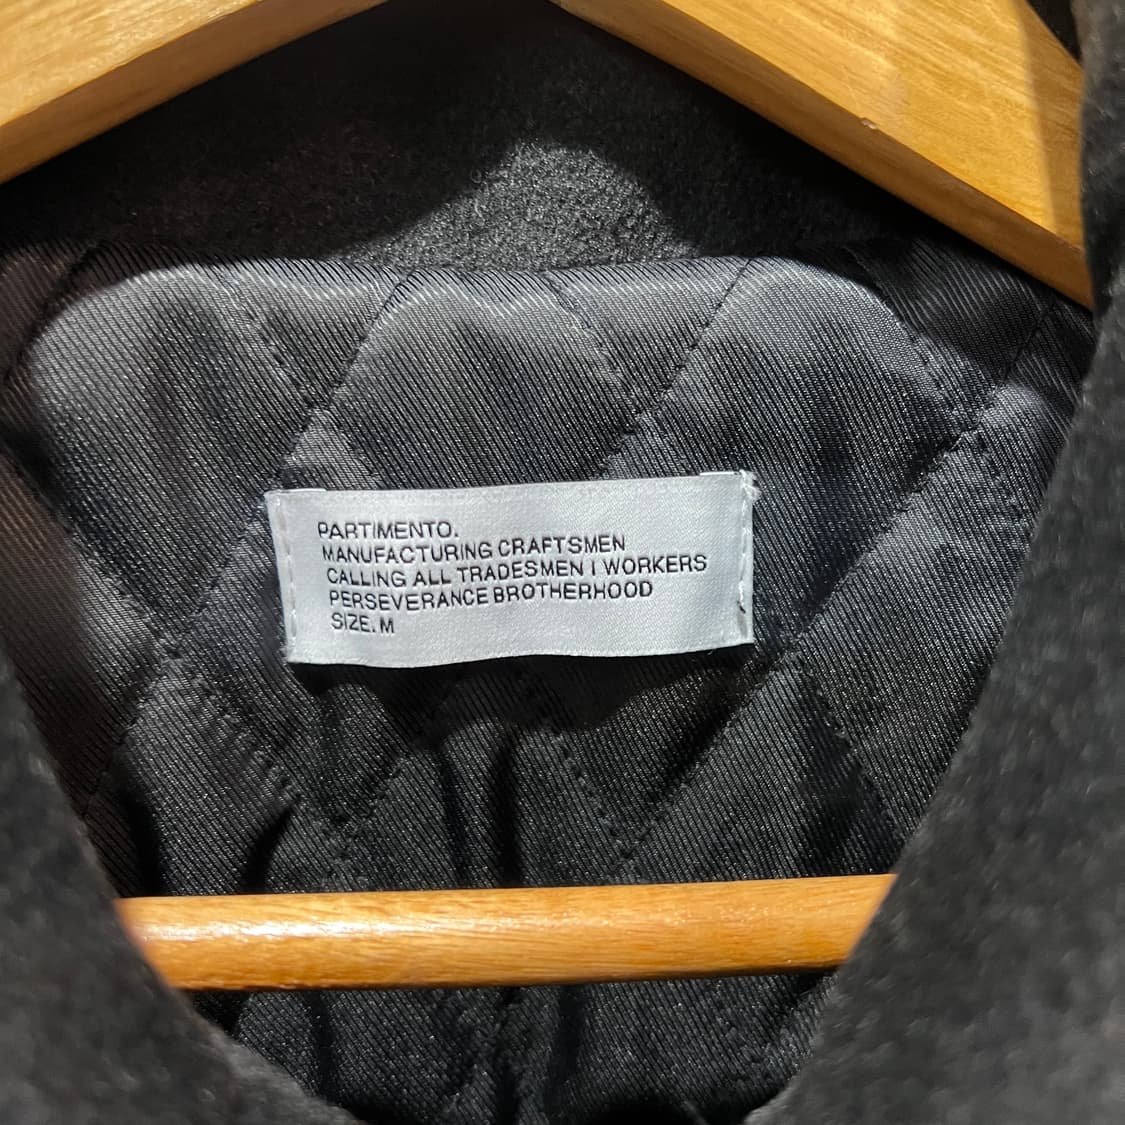 PARTIMENTO.
MANUFACTURING CRAFTSMEN
CALLING ALL TRADESMEN I WORKERS
PERSEVERANCE BROTHERHOOD
SIZE. M